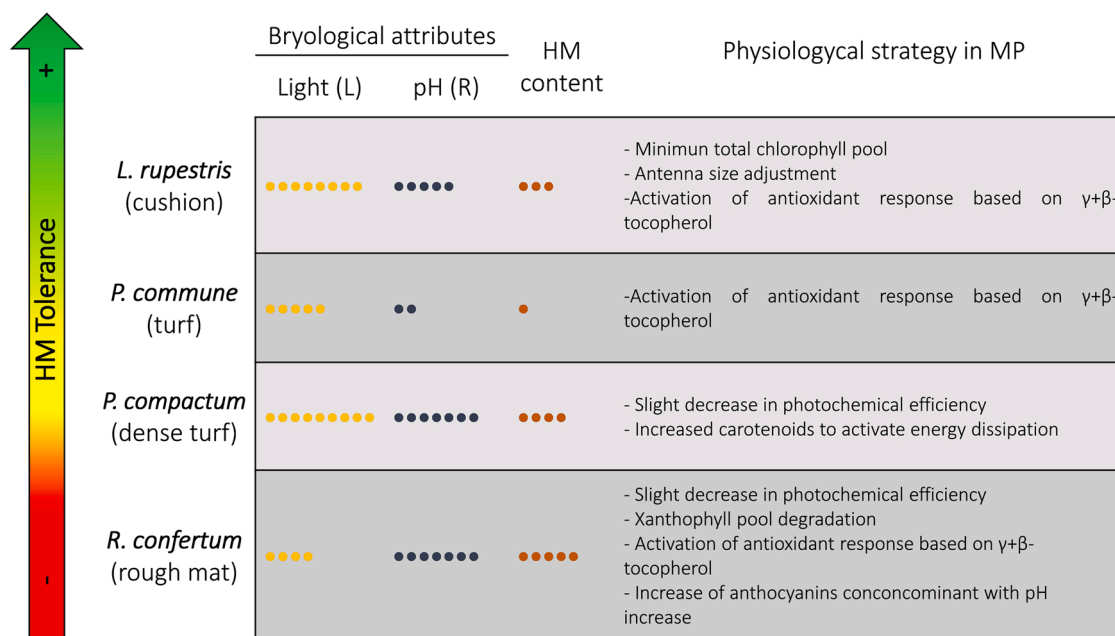 Bryological attributes
Light (L)
pH (R)
HM
content
Physiologycal strategy in MP
+
HM Tolerance
-
L. rupestris
(cushion)
- Minimun total chlorophyll pool
- Antenna size adjustment
-Activation of antioxidant response based on γ+β-
tocopherol
P. commune
(turf)
-Activation of antioxidant response based on γ+β-
tocopherol
P. compactum
(dense turf)
- Slight decrease in photochemical efficiency
- Increased carotenoids to activate energy dissipation
R. confertum
(rough mat)
- Slight decrease in photochemical efficiency
- Xanthophyll pool degradation
- Activation of antioxidant response based on γ+β-
tocopherol
- Increase of anthocyanins conconcominant with pH
increase